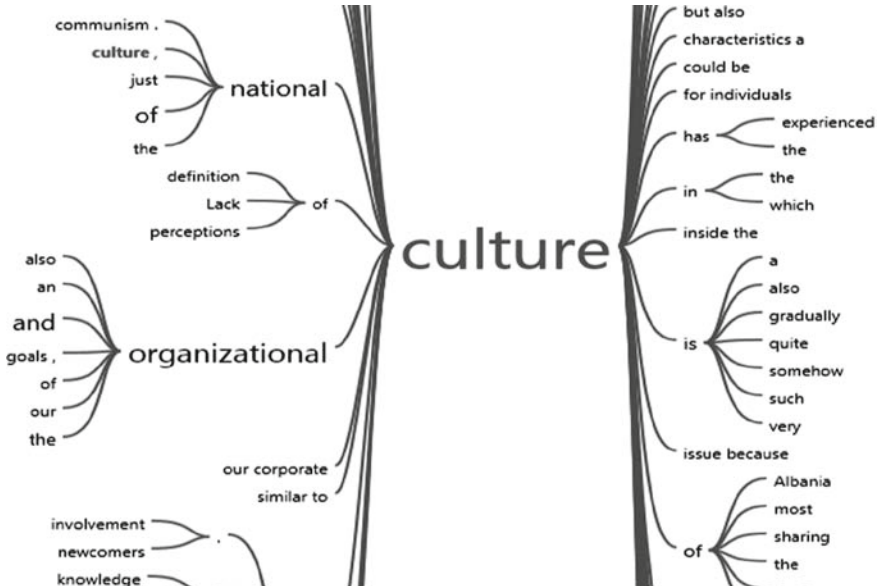 communism ,
culture ,
just
of
the
national
definition
Lack
perceptions
of
also
an
and
goals ,
of
our
the
organizational
our corporate
similar to
involvement
newcomers
,
knowledge
culture
but also
characteristics a
could be
for individuals
has
experienced
the
in
the
which
inside the
is
a
also
gradually
quite
somehow
such
very
issue because
of
Albania
most
sharing
the